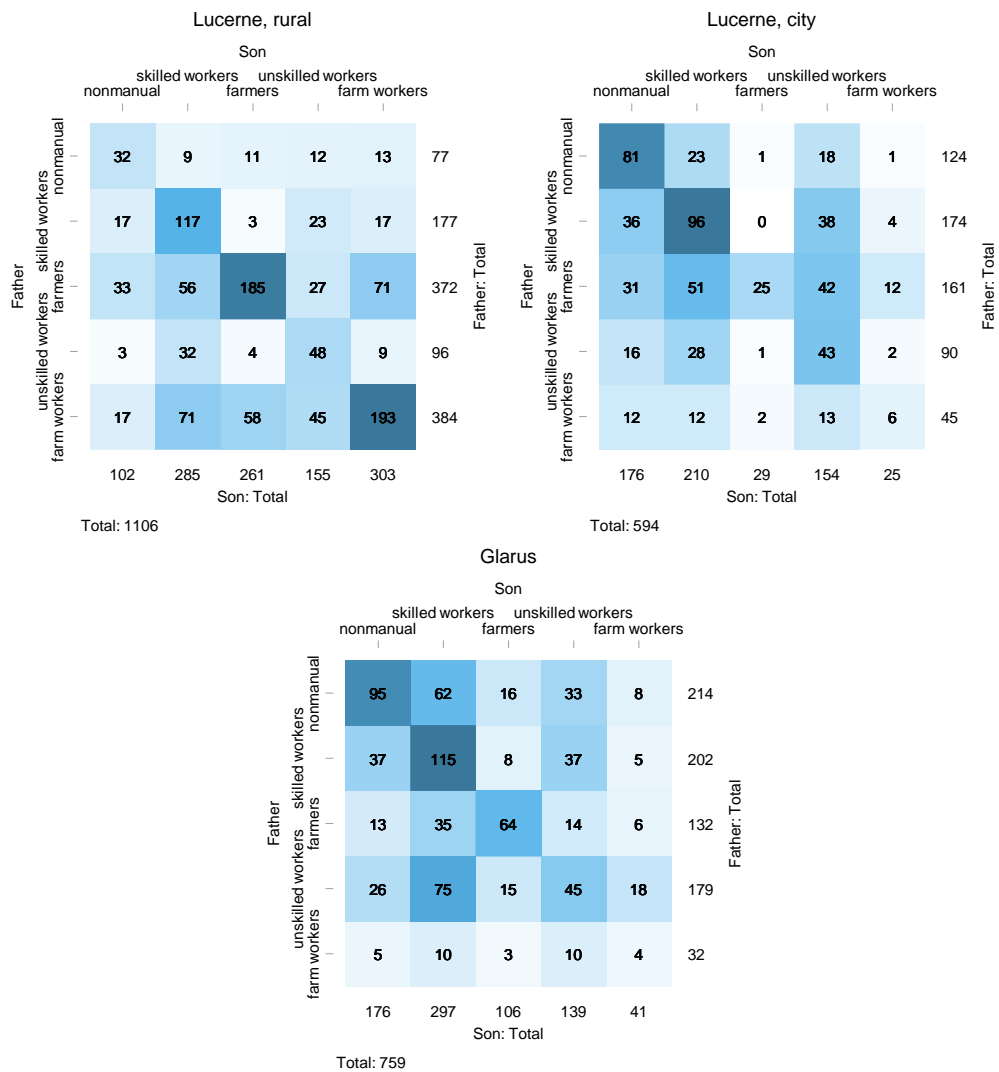 Lucerne, rural
Son
skilled workers unskilled workers
nonmanual farmers farm workers
Father
nonmanual 32 9 11 12 13 77
skilled workers 17 117 3 23 17 177
farmers 33 56 185 27 71 372
unskilled workers 3 32 4 48 9 96
farm workers 17 71 58 45 193 384
Father: Total
102 285 261 155 303
Son: Total
Total: 1106
Lucerne, city
Son
skilled workers unskilled workers
nonmanual farmers farm workers
Father
nonmanual 81 23 1 18 1 124
skilled workers 36 96 0 38 4 174
farmers 31 51 25 42 12 161
unskilled workers 16 28 1 43 2 90
farm workers 12 12 2 13 6 45
Father: Total
176 210 29 154 25
Son: Total
Total: 594
Glarus
Son
skilled workers unskilled workers
nonmanual farmers farm workers
Father
nonmanual 95 62 16 33 8 214
skilled workers 37 115 8 37 5 202
farmers 13 35 64 14 6 132
unskilled workers 26 75 15 45 18 179
farm workers 5 10 3 10 4 32
Father: Total
176 297 106 139 41
Son: Total
Total: 759